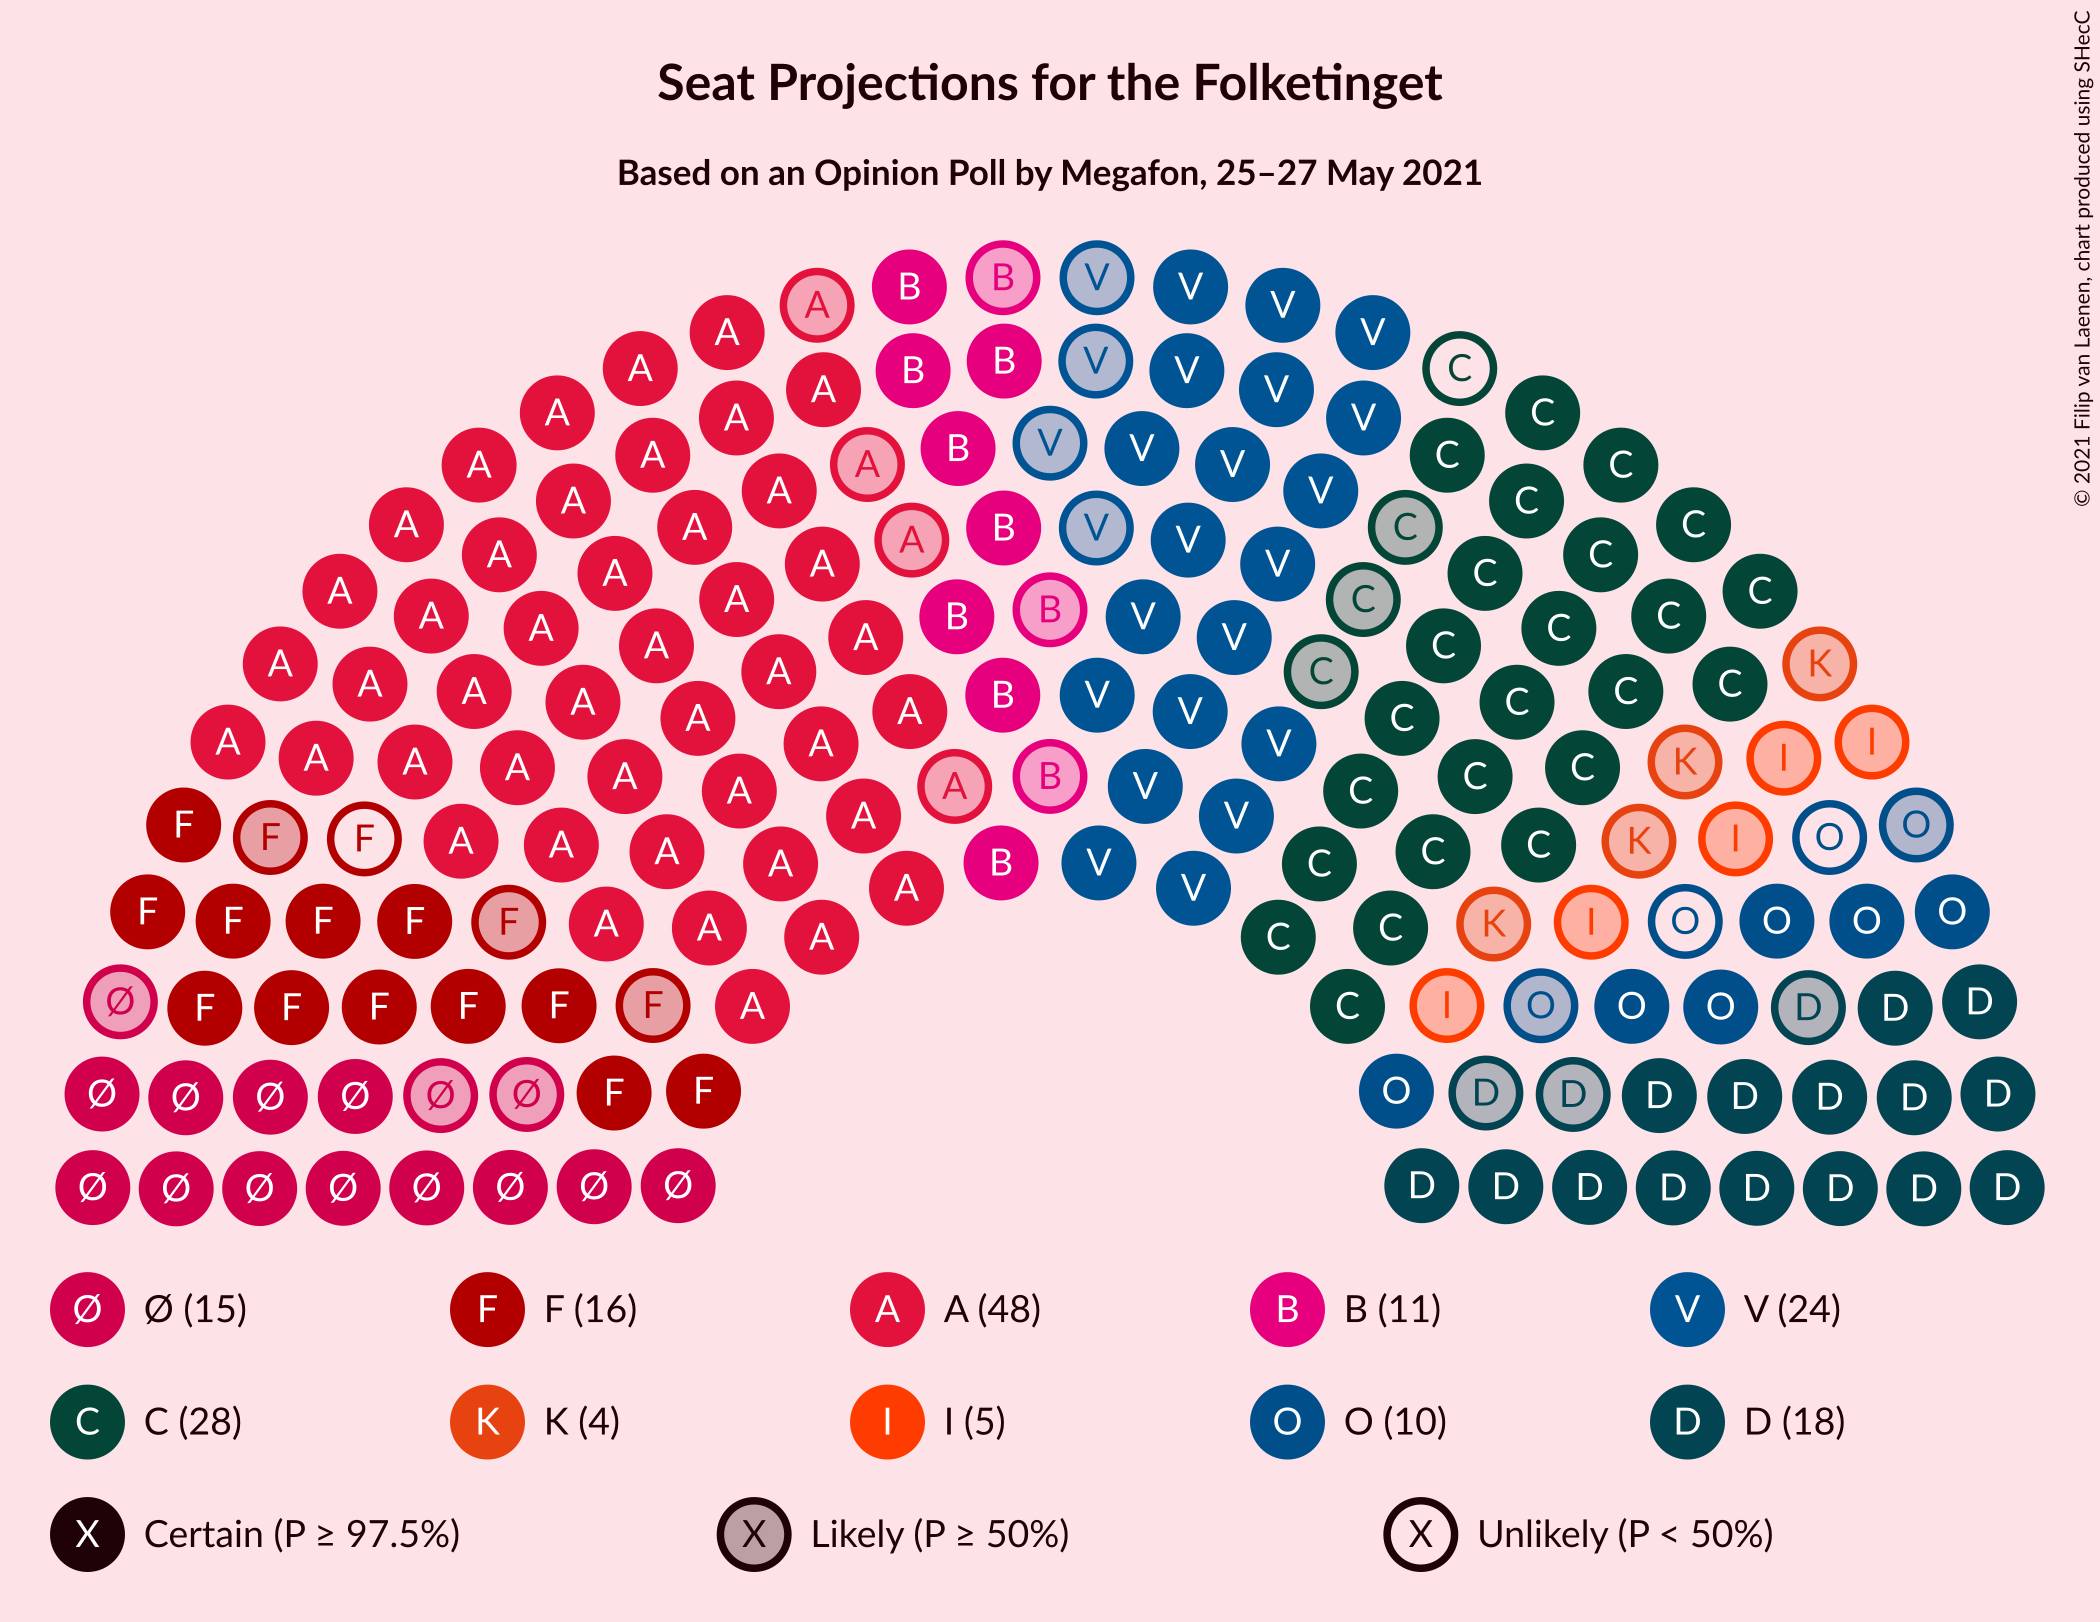 Seat Projections for the Folketinget
Based on an Opinion Poll by Megafon, 25–27 May 2021
© 2021 Filip van Laenen, chart produced using SHecC
B B V V
A B B V V V
A A B V V V V C
A A A B V V V V C C
A A A A A B V V V C C C C
A A A A A A B B V V C C C C C
A A A A A A A B V V C C C C C C K
A A A A A A A A V C C C C C K I I
F F F A A A A A A A B V V C C C C K I O O
F F F F F A A A A B V V C C K I O O O O
Ø F F F F F F A C I O O O D D D
Ø Ø Ø Ø Ø Ø F F O D D D D D D D
Ø Ø Ø Ø Ø Ø Ø Ø D D D D D D D D
Ø Ø (15) F F (16) A A (48) B B (11) V V (24)
C C (28) K K (4) I I (5) O O (10) D D (18)
X Certain (P ≥ 97.5%) X Likely (P ≥ 50%) X Unlikely (P < 50%)